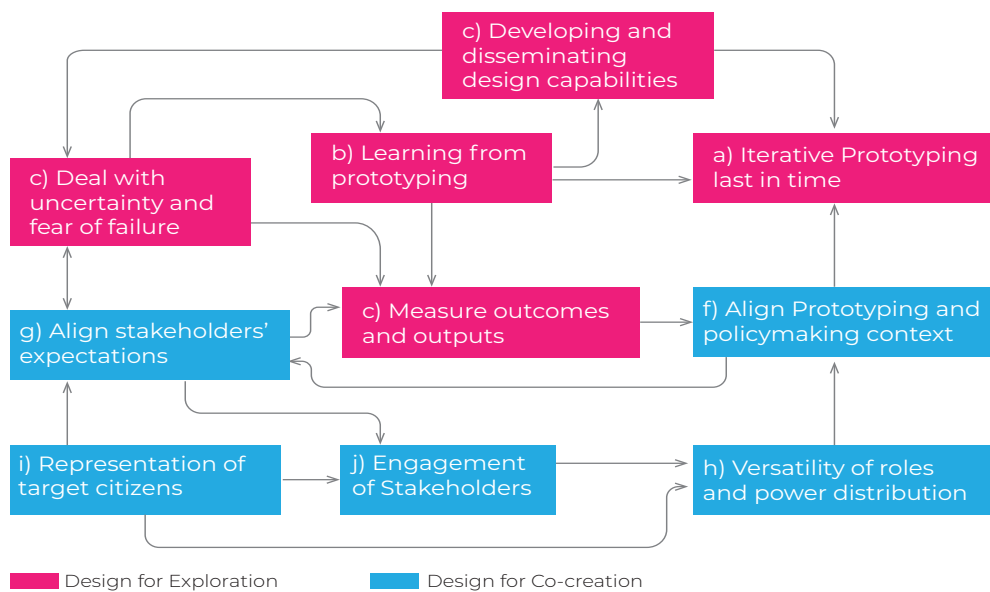 c) Developing and
disseminating
design capabilities
b) Learning from
prototyping
a) Iterative Prototyping
last in time
c) Deal with
uncertainty and
fear of failure
c) Measure outcomes
and outputs
f) Align Prototyping and
policymaking context
g) Align stakeholders’
expectations
i) Representation of
target citizens
j) Engagement
of Stakeholders
h) Versatility of roles
and power distribution
Design for Exploration
Design for Co-creation